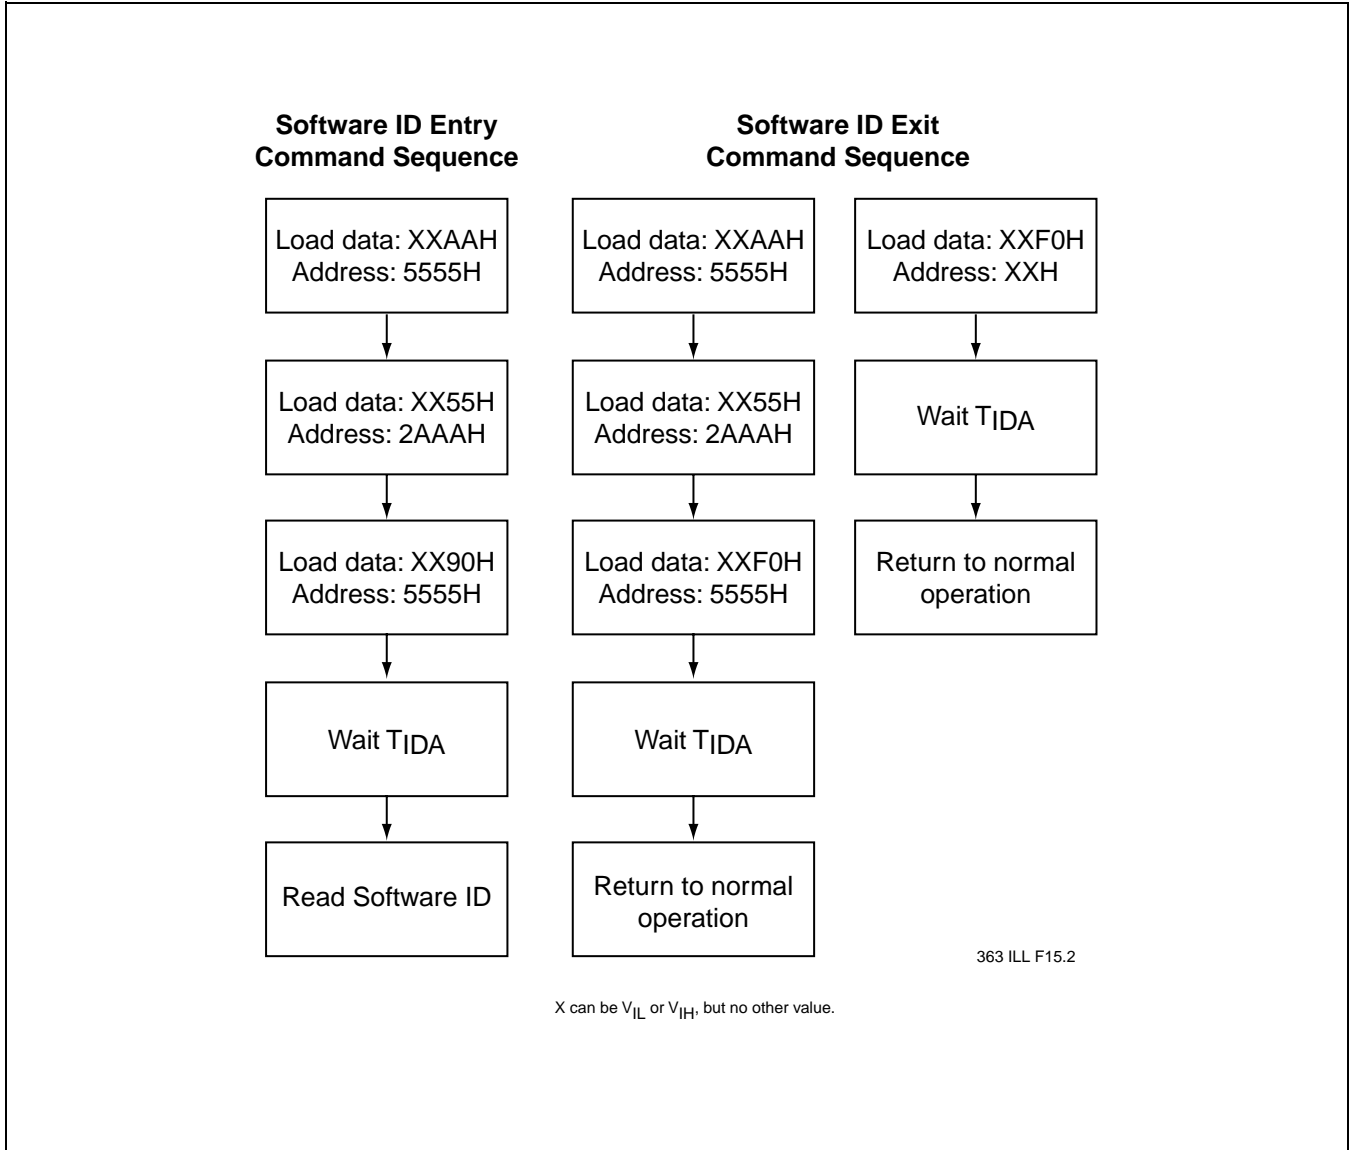 Software ID Entry
Command Sequence
Load data: XXAAH
Address: 5555H
Load data: XX55H
Address: 2AAAH
Load data: XX90H
Address: 5555H
Wait TIDA
Read Software ID
Software ID Exit
Command Sequence
Load data: XXAAH
Address: 5555H
Load data: XX55H
Address: 2AAAH
Load data: XXF0H
Address: 5555H
Wait TIDA
Return to normal
operation
Load data: XXF0H
Address: XXH
Wait TIDA
Return to normal
operation
363 ILL F15.2
X can be VIL or VIH, but no other value.